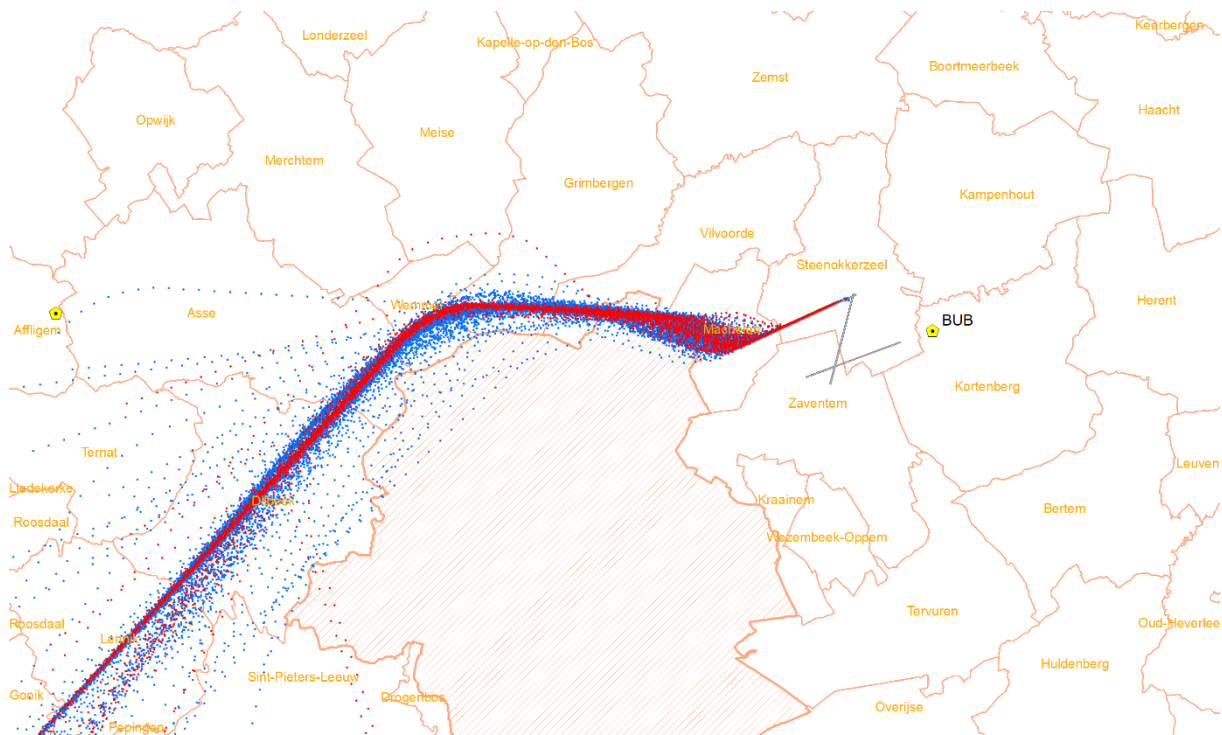 Londerzeel
Kapelle-op-den-Bos
Keerbergen
Boortmeerbeek
Zemst
Haacht
Opwijk
Meise
Merchtem
Grimbergen
Kampenhout
Vilvoorde
Steenokkerzeel
Herent
Wemmel
Asse
Affligem
BUB
Machelen
Kortenberg
Zaventem
Ternat
Leuven
Liedekerke
Dilbeek
Kraainem
Roosdaal
Bertem
Wezembeek-Oppem
Tervuren
Roosdaal
Oud-Heverlee
Lennik
Huldenberg
Sint-Pieters-Leeuw
Gooik
Drogenbos
Overijse
Pepingen